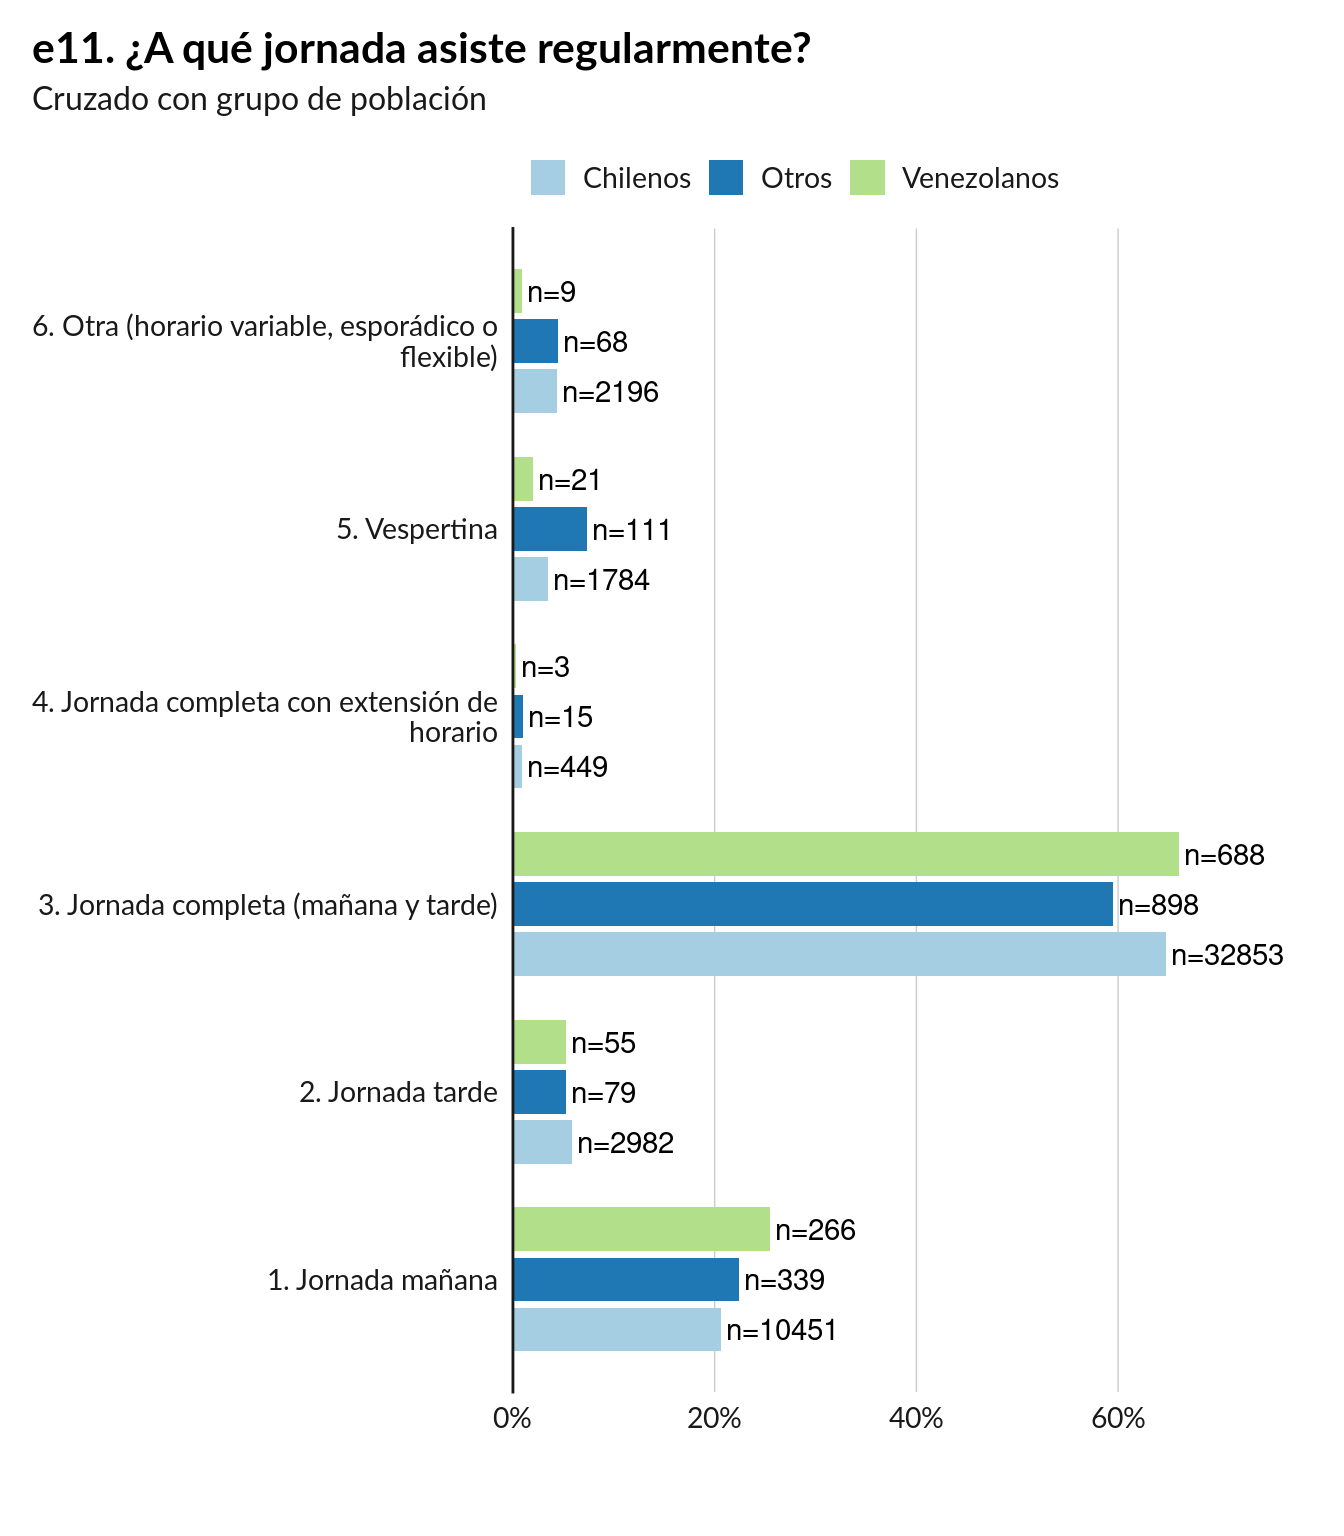 e11. ¿A qué jornada asiste regularmente?
Cruzado con grupo de población
Chilenos Otros Venezolanos
6. Otra (horario variable, esporádico o
flexible)
n=9
n=68
n=2196
5. Vespertina
n=21
n=111
n=1784
4. Jornada completa con extensión de
horario
n=3
n=15
n=449
3. Jornada completa (mañana y tarde)
n=688
n=898
n=32853
2. Jornada tarde
n=55
n=79
n=2982
1. Jornada mañana
n=266
n=339
n=10451
0% 20% 40% 60%